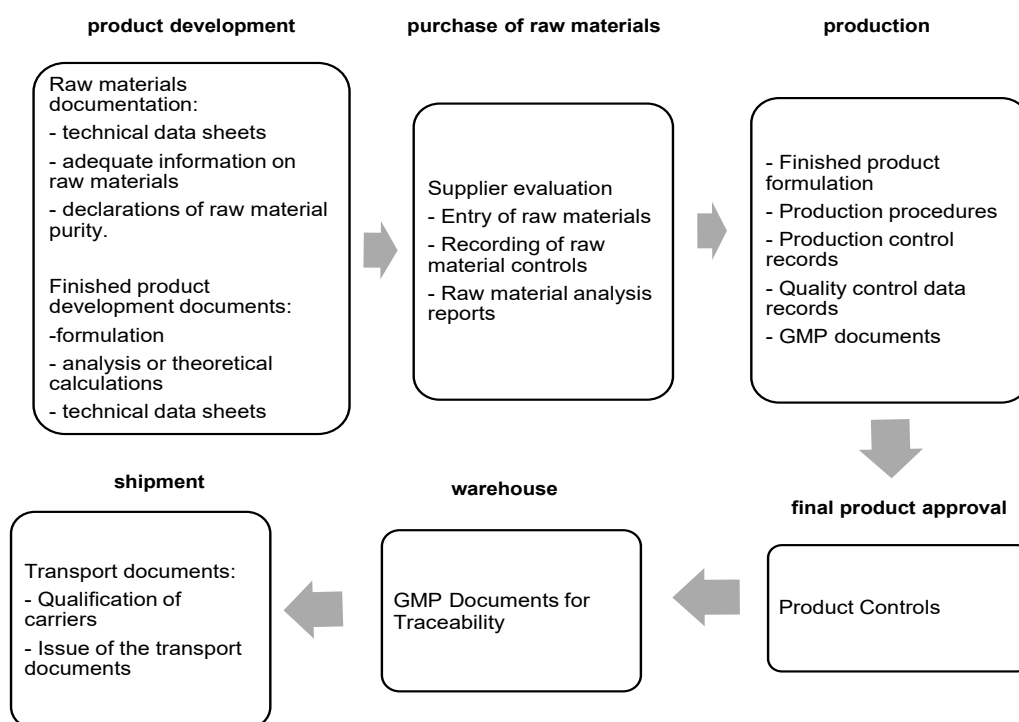 product development
Raw materials
documentation:
- technical data sheets
- adequate information on
raw materials
- declarations of raw material
purity.
Finished product
development documents:
-formulation
- analysis or theoretical
calculations
- technical data sheets
purchase of raw materials
Supplier evaluation
- Entry of raw materials
- Recording of raw
material controls
- Raw material analysis
reports
production
- Finished product
formulation
- Production procedures
- Production control
records
- Quality control data
records
- GMP documents
final product approval
Product Controls
warehouse
GMP Documents for
Traceability
shipment
Transport documents:
- Qualification of
carriers
- Issue of the transport
documents